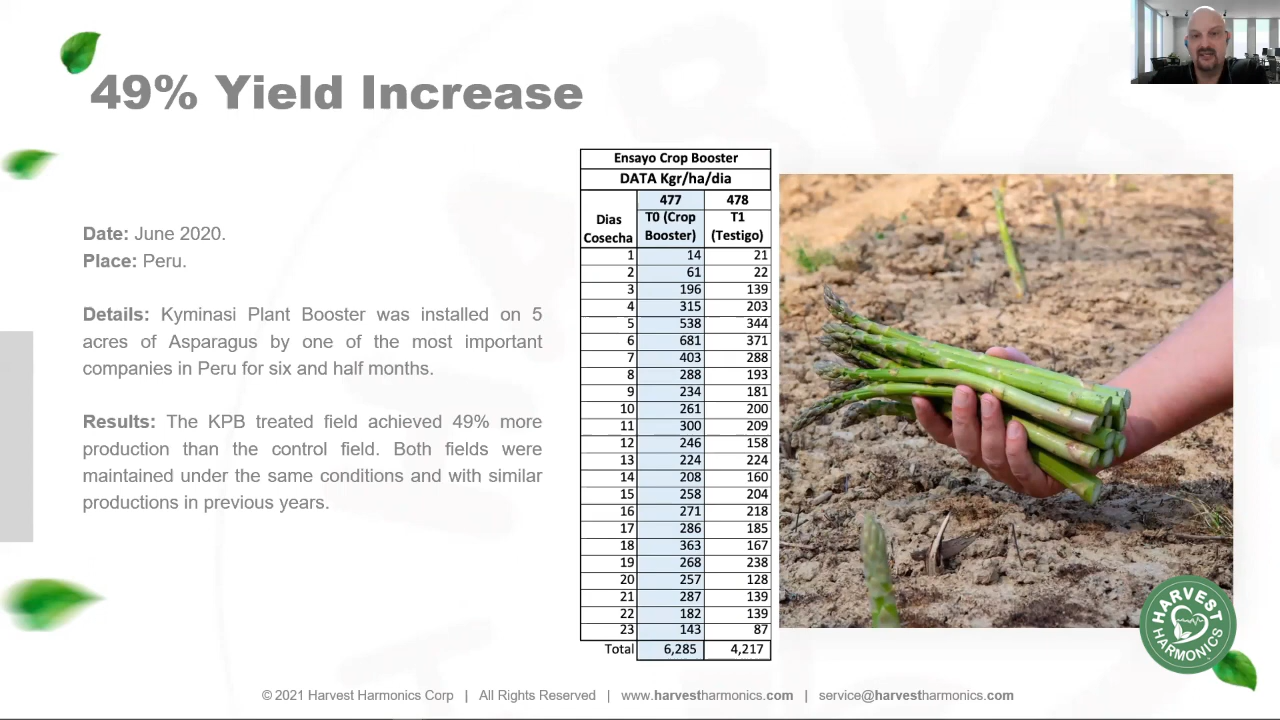 49% Yield Increase
Date: June 2020.
Place: Peru.
Details: Kyminasi Plant Booster was installed on 5
acres of Asparagus by one of the most important
companies in Peru for six and half months.
Results: The KPB treated field achieved 49% more
production than the control field. Both fields were
maintained under the same conditions and with similar
productions in previous years.
Ensayo Crop Booster
DATA Kgr/ha/dia
477 478
Dias Cosecha T0 (Crop Booster) T1 (Testigo)
1 14 21
2 61 22
3 196 139
4 315 203
5 538 344
6 681 371
7 403 288
8 288 193
9 234 181
10 261 200
11 300 209
12 246 158
13 224 224
14 208 160
15 258 204
16 271 218
17 286 185
18 363 167
19 268 238
20 257 128
21 287 139
22 182 139
23 143 87
Total 6,285 4,217
HARVEST
HARMONICS
© 2021 Harvest Harmonics Corp | All Rights Reserved | www.harvestharmonics.com | service@harvestharmonics.com